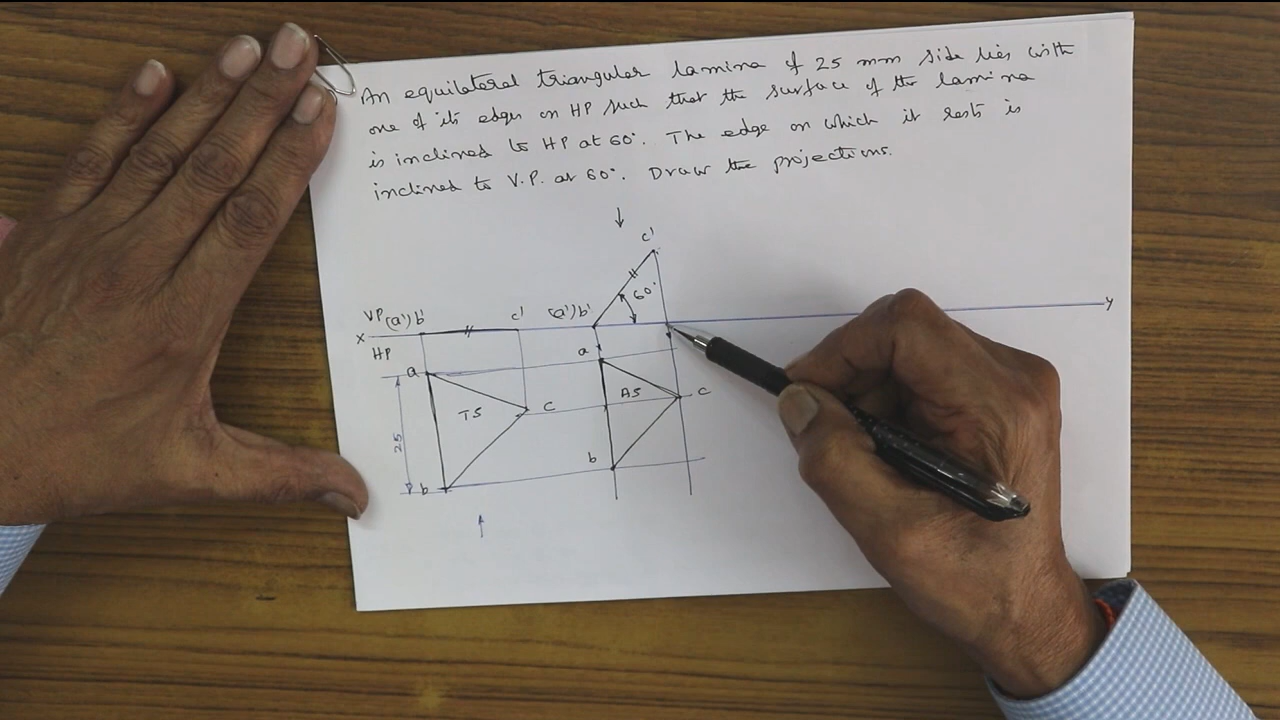 An equilateral triangular lamina of 25 mm side lies with
one of its edges on HP such that the surface of the lamina
is inclined to HP at 60°. The edge on which it rests is
inclined to V.P. at 60°. Draw the projections.
c'
60°
VP (a') b' c' (a') b'
X Y
HP
a a
TS c AS c
25
b b